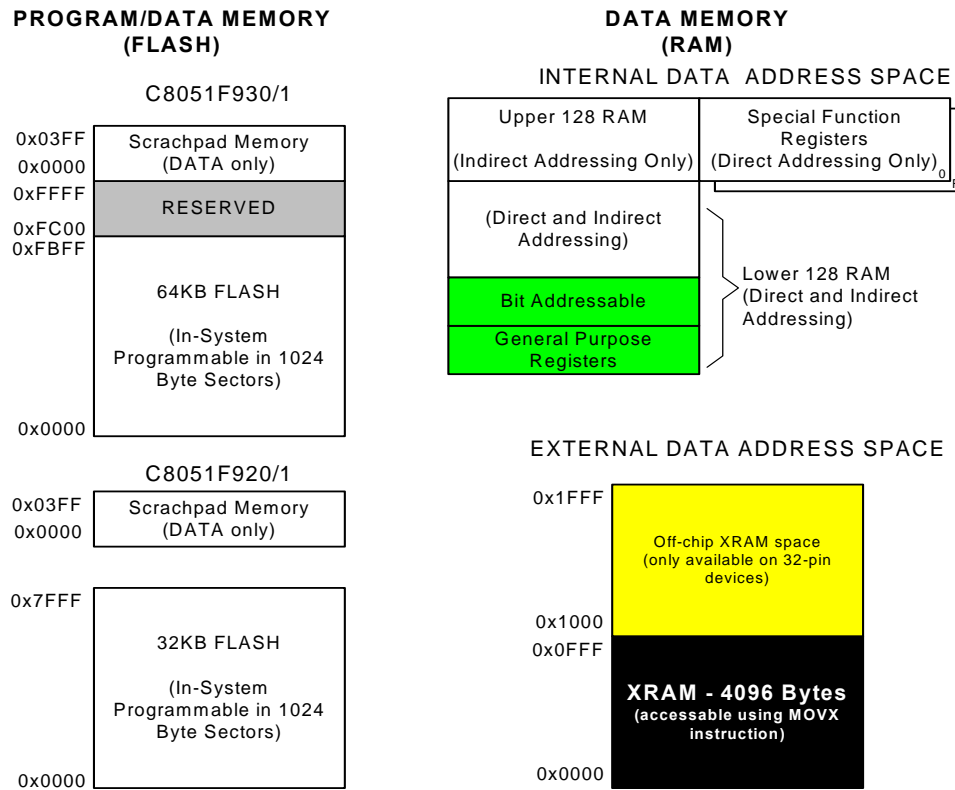 PROGRAM/DATA MEMORY
(FLASH)
C8051F930/1
0x03FF
Scrachpad Memory
(DATA only)
0x0000
0xFFFF
RESERVED
0xFC00
0xFBFF
64KB FLASH
(In-System
Programmable in 1024
Byte Sectors)
0x0000
C8051F920/1
0x03FF
Scrachpad Memory
(DATA only)
0x0000
0x7FFF
32KB FLASH
(In-System
Programmable in 1024
Byte Sectors)
0x0000
DATA MEMORY
(RAM)
INTERNAL DATA ADDRESS SPACE
Upper 128 RAM
(Indirect Addressing Only)
Special Function
Registers
(Direct Addressing Only)
0
(Direct and Indirect
Addressing)
Bit Addressable
General Purpose
Registers
Lower 128 RAM
(Direct and Indirect
Addressing)
EXTERNAL DATA ADDRESS SPACE
0x1FFF
Off-chip XRAM space
(only available on 32-pin
devices)
0x1000
0x0FFF
XRAM - 4096 Bytes
(accessable using MOVX
instruction)
0x0000